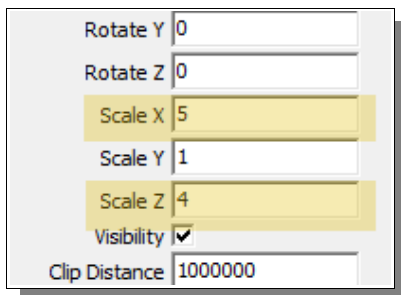 Rotate Y 0
Rotate Z 0
Scale X 5
Scale Y 1
Scale Z 4
Visibility
Clip Distance 1000000